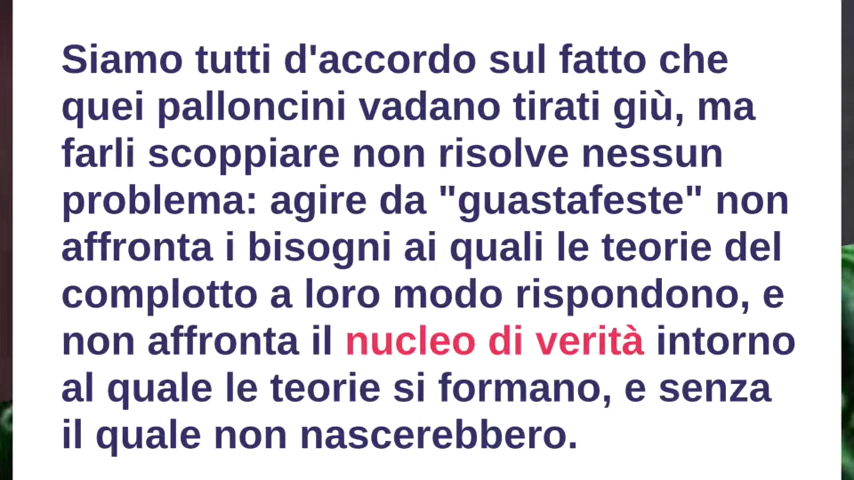 Siamo tutti d'accordo sul fatto che
quei palloncini vadano tirati giù, ma
farli scoppiare non risolve nessun
problema: agire da "guastafeste" non
affronta i bisogni ai quali le teorie del
complotto a loro modo rispondono, e
non affronta il nucleo di verità intorno
al quale le teorie si formano, e senza
il quale non nascerebbero.